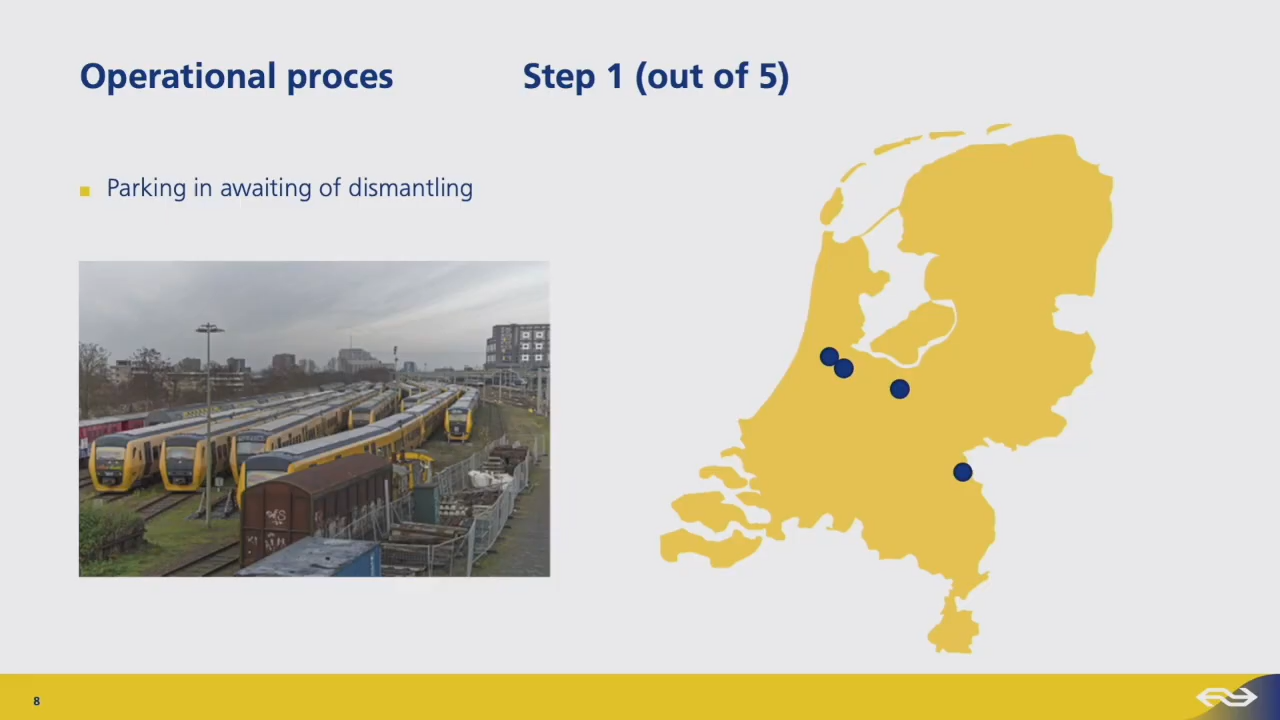 Operational proces
Step 1 (out of 5)
Parking in awaiting of dismantling
8